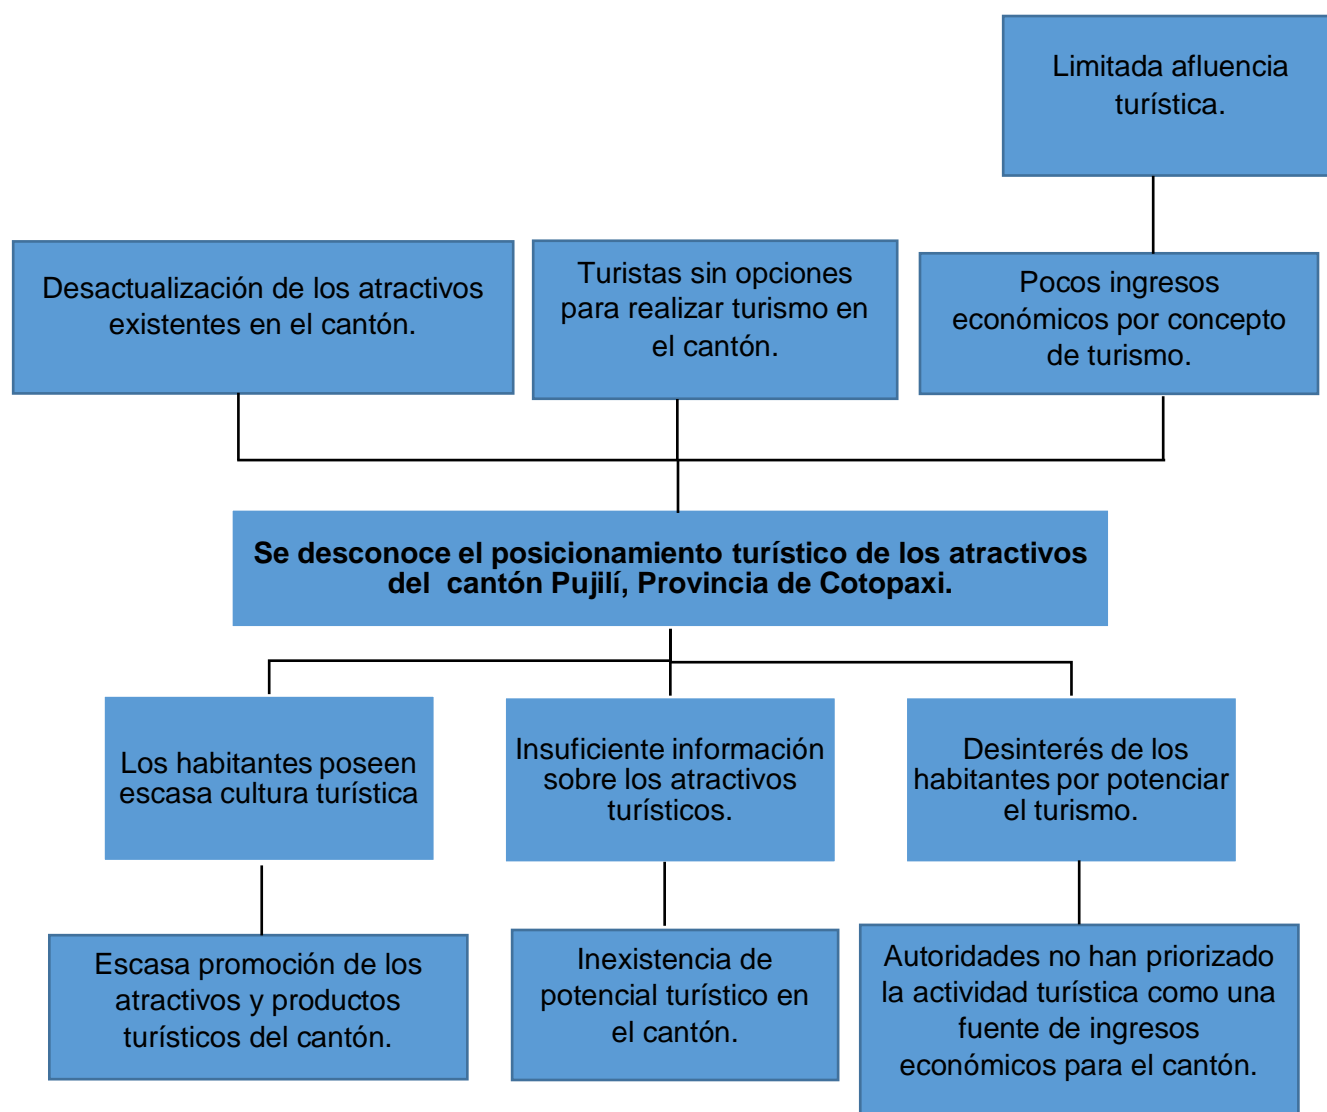 Limitada afluencia
turística.
Desactualización de los atractivos
existentes en el cantón.
Turistas sin opciones
para realizar turismo en
el cantón.
Pocos ingresos
económicos por concepto
de turismo.
Se desconoce el posicionamiento turístico de los atractivos
del cantón Pujilí, Provincia de Cotopaxi.
Los habitantes poseen
escasa cultura turística
Insuficiente información
sobre los atractivos
turísticos.
Desinterés de los
habitantes por potenciar
el turismo.
Escasa promoción de los
atractivos y productos
turísticos del cantón.
Inexistencia de
potencial turístico en
el cantón.
Autoridades no han priorizado
la actividad turística como una
fuente de ingresos
económicos para el cantón.